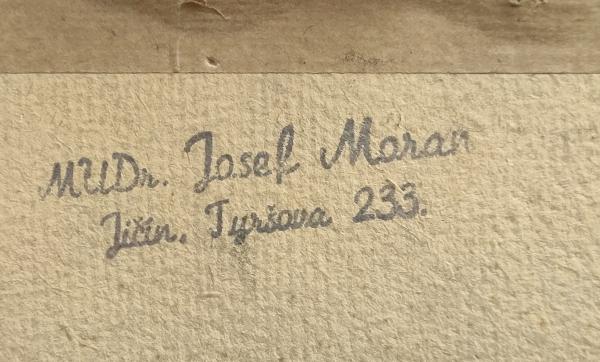 MUDr. Josef Moran
Jičín, Tyršova 233.